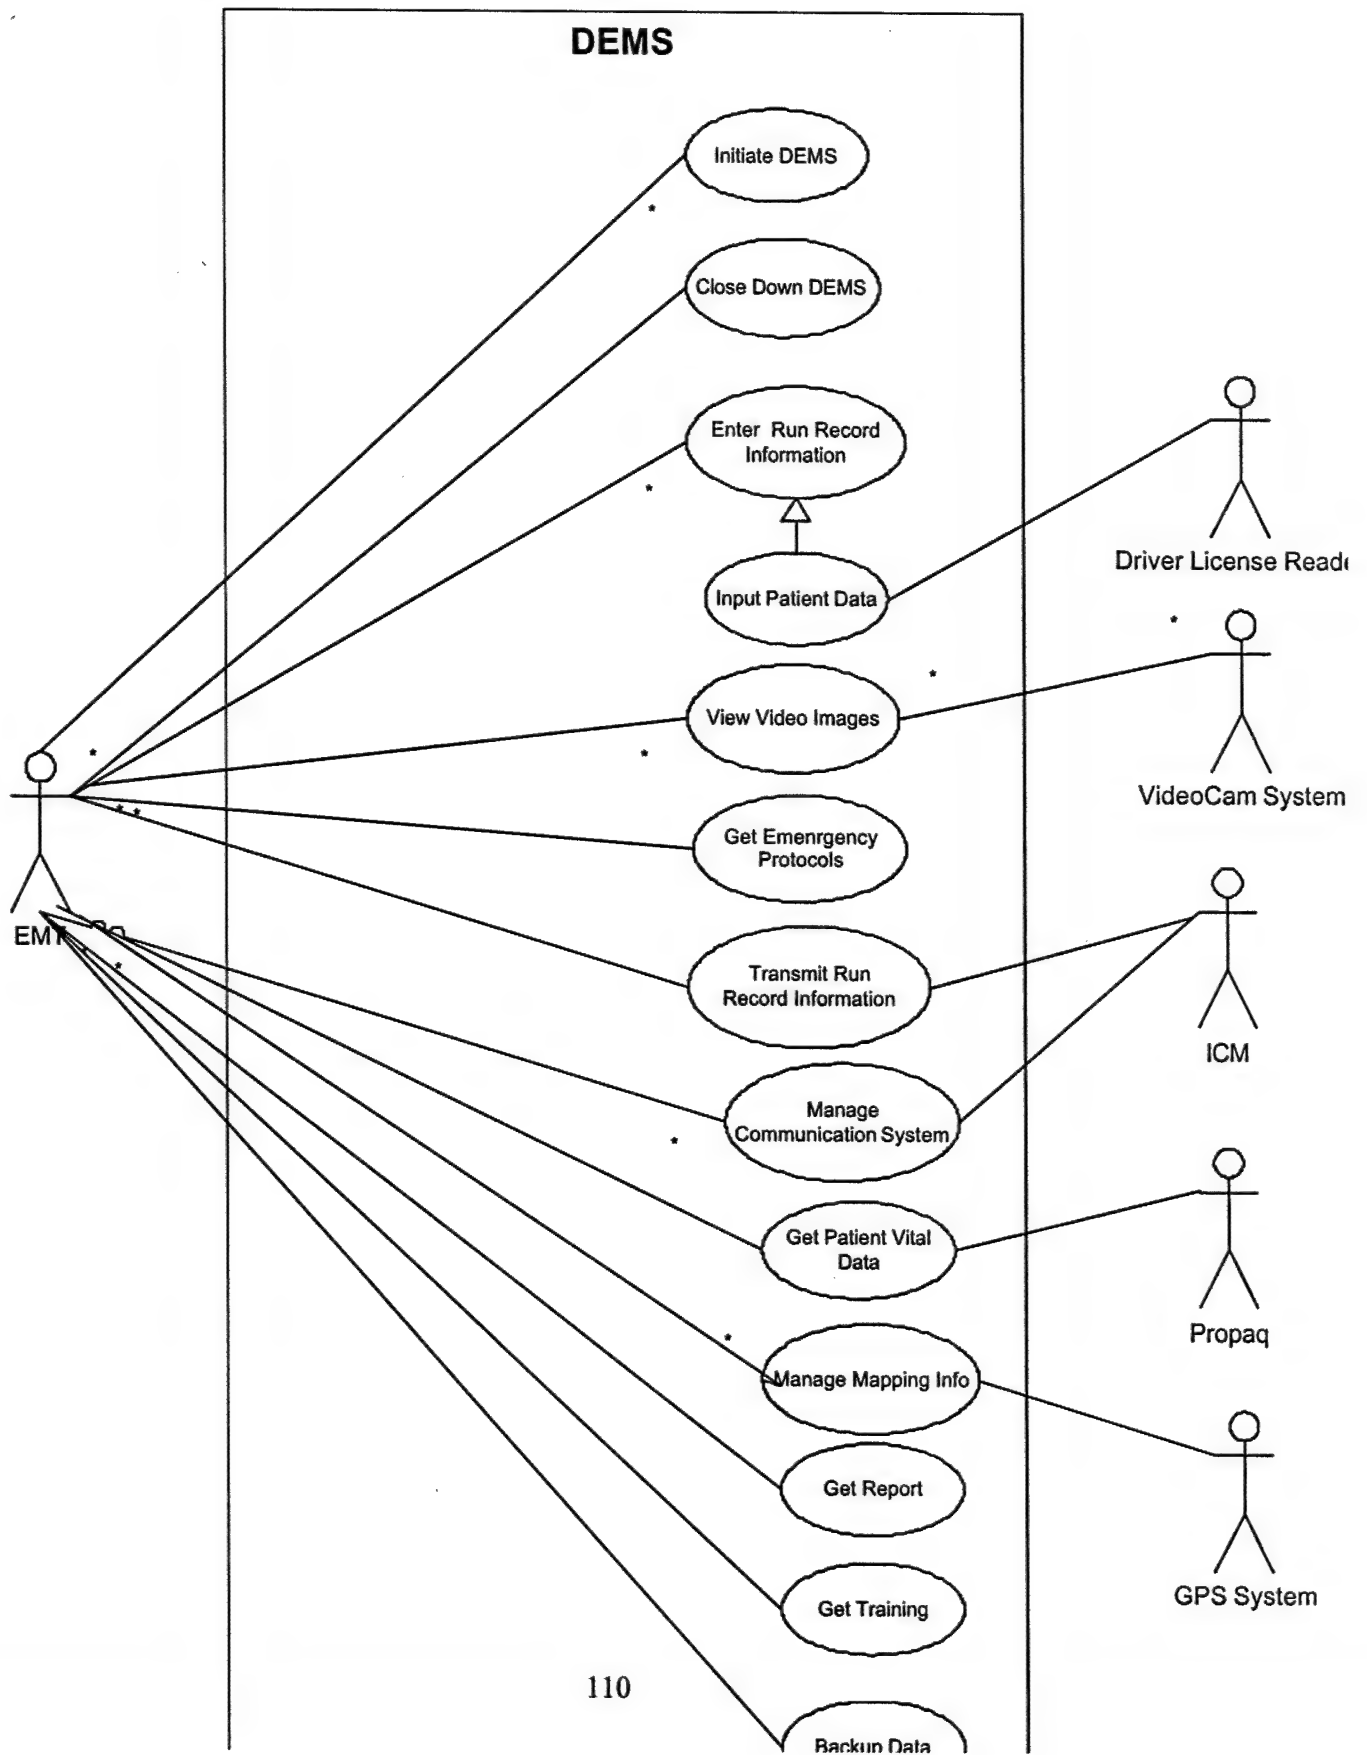 DEMS
Initiate DEMS
*
Close Down DEMS
Enter Run Record
Information
*
Driver License Reade
Input Patient Data
*
*
View Video Images
*
*
VideoCam System
* *
Get Emenrgency
Protocols
EMT
*
Transmit Run
Record Information
ICM
Manage
Communication System
*
Get Patient Vital
Data
Propaq
*
Manage Mapping Info
Get Report
GPS System
Get Training
110
Backup Data